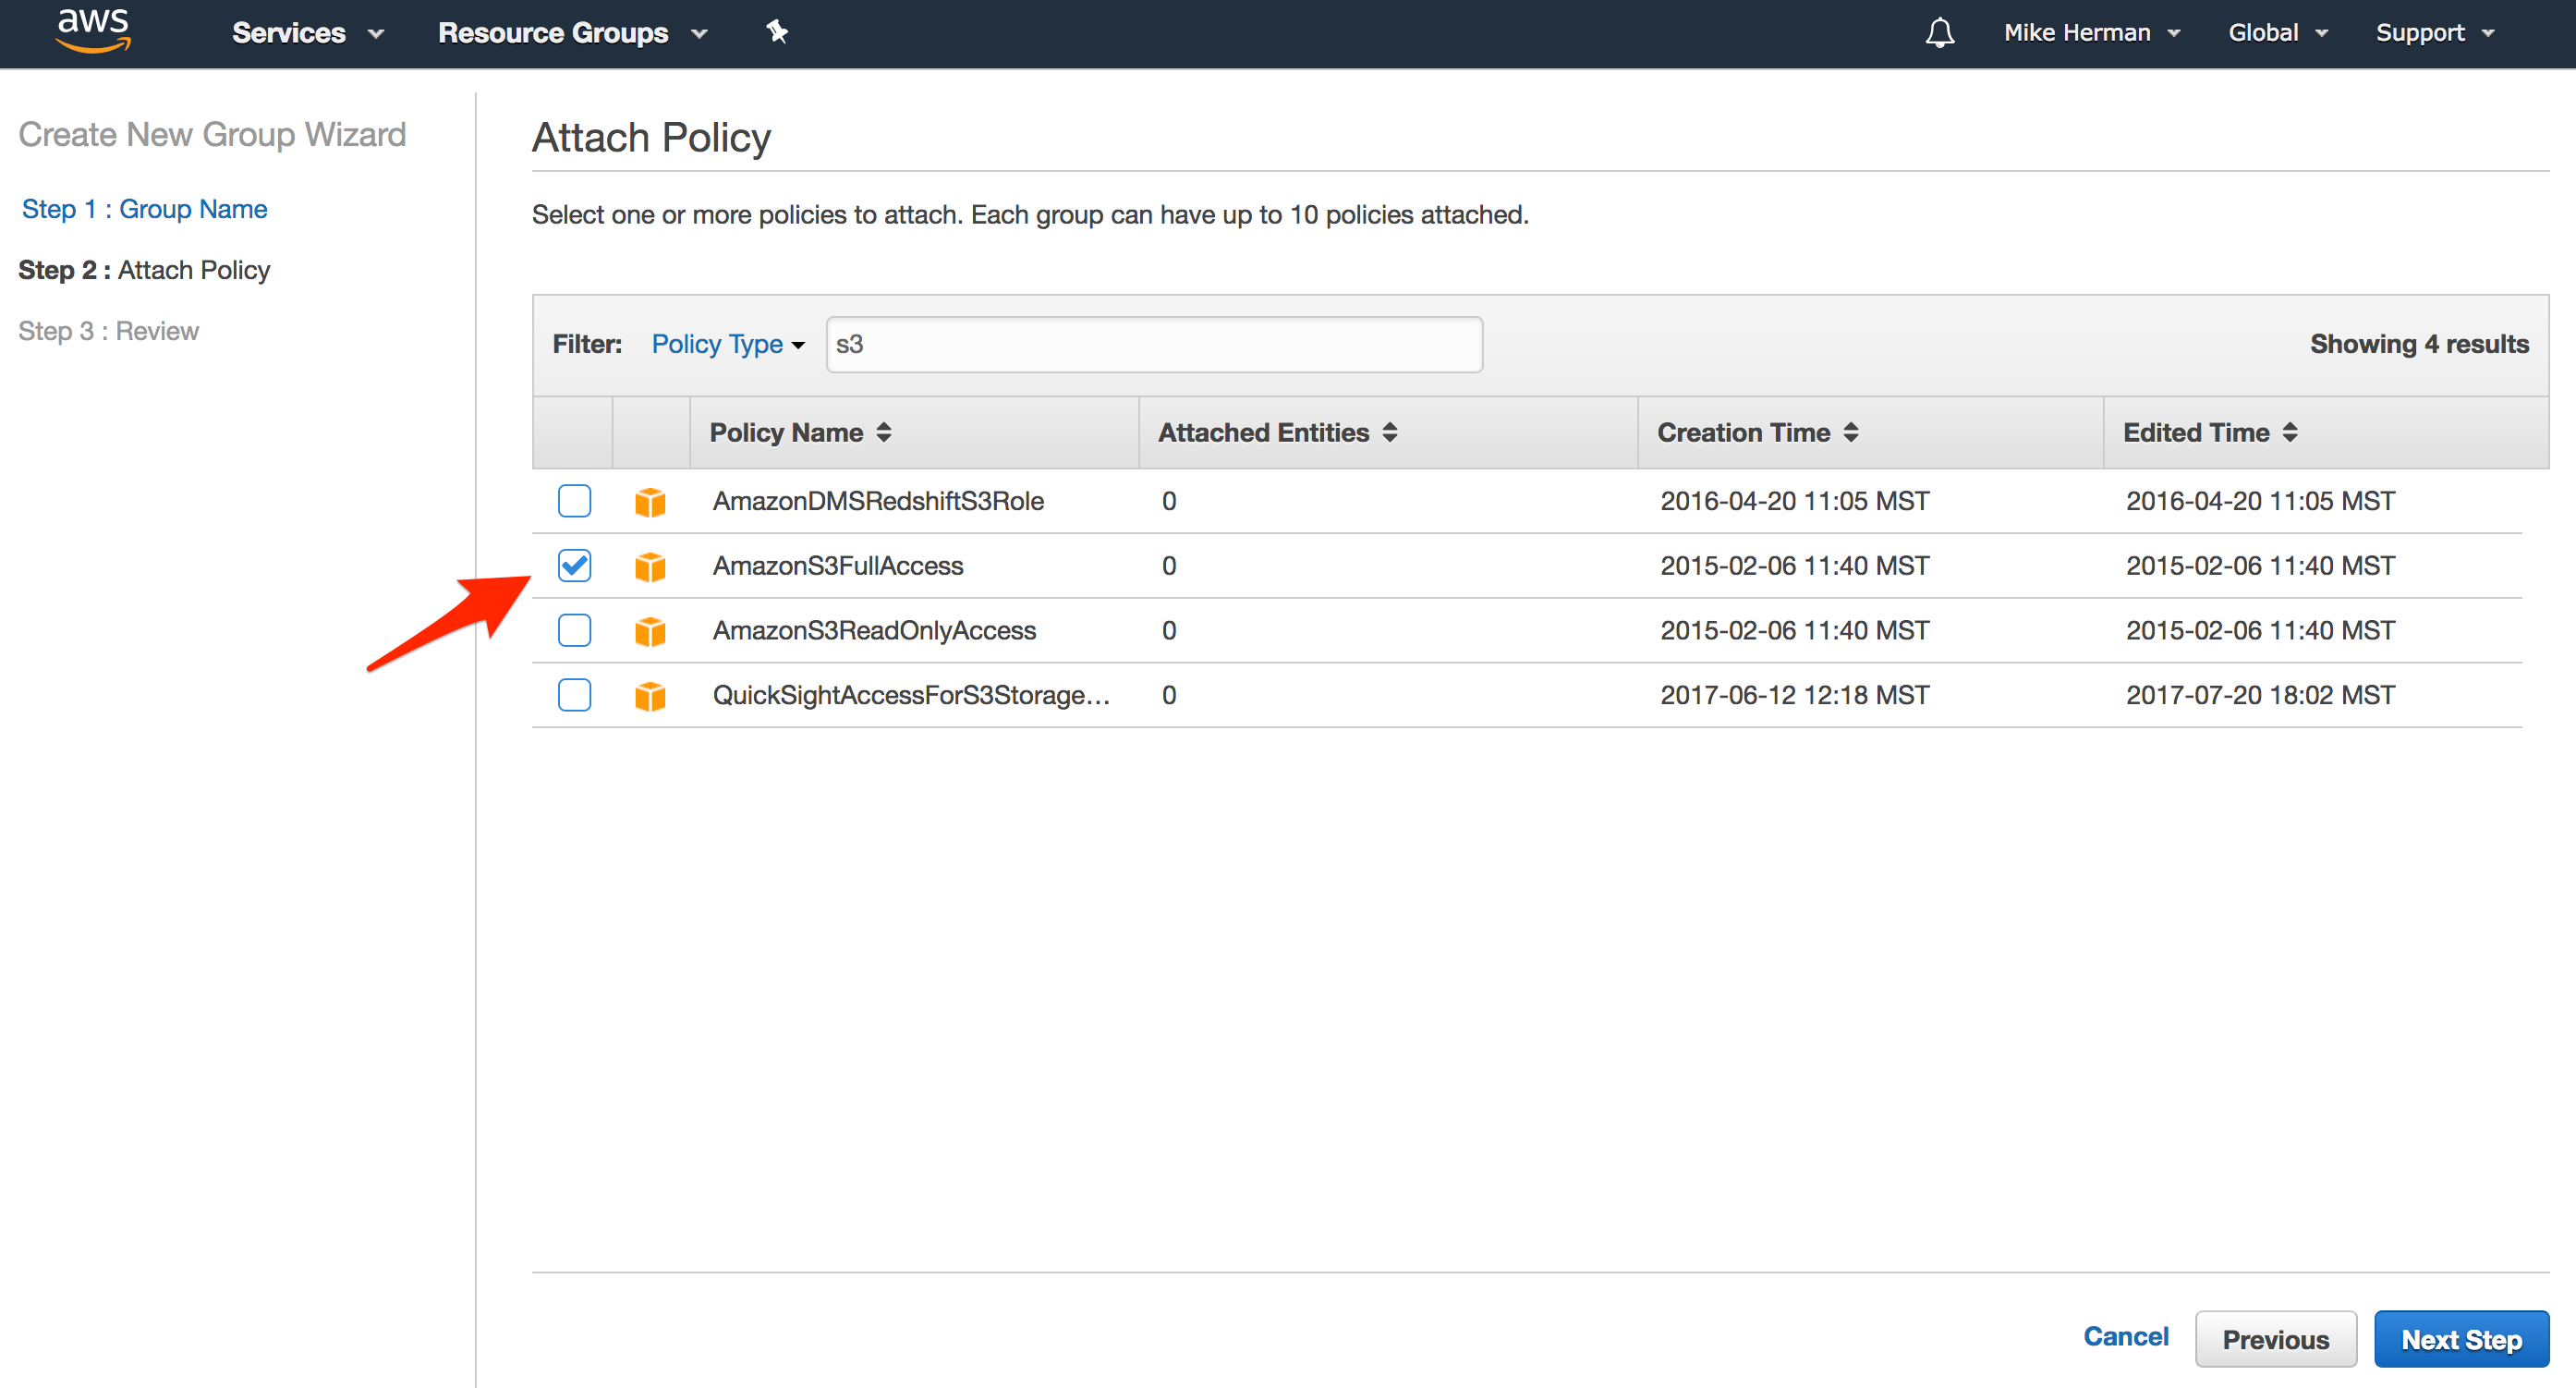 aws Services Resource Groups Mike Herman Global Support
Create New Group Wizard
Step 1 : Group Name
Step 2 : Attach Policy
Step 3 : Review
Attach Policy
Select one or more policies to attach. Each group can have up to 10 policies attached.
Filter: Policy Type s3 Showing 4 results
Policy Name Attached Entities Creation Time Edited Time
AmazonDMSRedshiftS3Role 0 2016-04-20 11:05 MST 2016-04-20 11:05 MST
AmazonS3FullAccess 0 2015-02-06 11:40 MST 2015-02-06 11:40 MST
AmazonS3ReadOnlyAccess 0 2015-02-06 11:40 MST 2015-02-06 11:40 MST
QuickSightAccessForS3Storage... 0 2017-06-12 12:18 MST 2017-07-20 18:02 MST
Cancel Previous Next Step